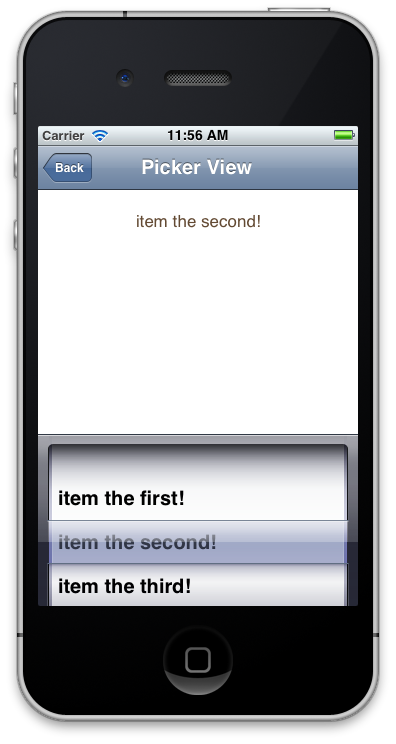 Carrier 11:56 AM
Back Picker View
item the second!
item the first!
item the second!
item the third!